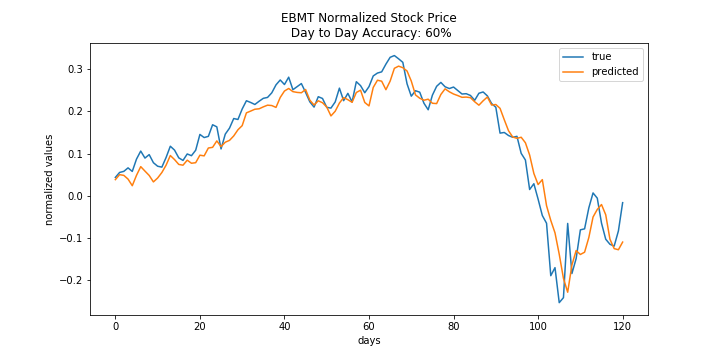 EBMT Normalized Stock Price
Day to Day Accuracy: 60%
true
predicted
normalized values
0.3
0.2
0.1
0.0
−0.1
−0.2
0
20
40
60
80
100
120
days